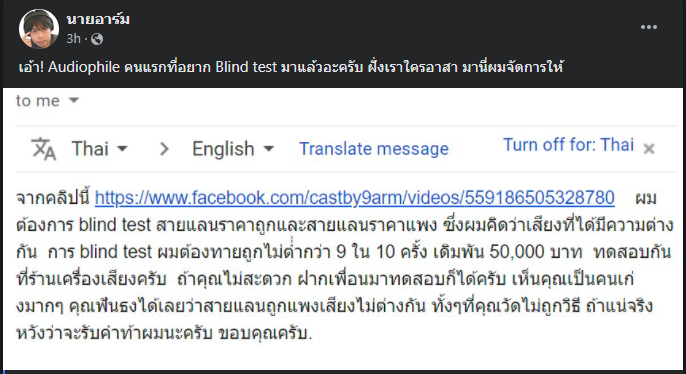 นายอาร์ม
3h ·
เอ้า! Audiophile คนแรกที่อยาก Blind test มาแล้วอะครับ ฝั่งเราใครอาสา มานี่ผมจัดการให้
to me
Thai > English Translate message Turn off for: Thai ×
จากคลิปนี้ https://www.facebook.com/castby9arm/videos/559186505328780 ผม
ต้องการ blind test สายแลนราคาถูกและสายแลนราคาแพง ซึ่งผมคิดว่าเสียงที่ได้มีความต่าง
กัน การ blind test ผมต้องทายถูกไม่ต่ำกว่า 9 ใน 10 ครั้ง เดิมพัน 50,000 บาท ทดสอบกัน
ที่ร้านเครื่องเสียงครับ ถ้าคุณไม่สะดวก ฝากเพื่อนมาทดสอบก็ได้ครับ เห็นคุณเป็นคนเก่
งมากๆ คุณฟันธงได้เลยว่าสายแลนถูกแพงเสียงไม่ต่างกัน ทั้งๆที่คุณวัดไม่ถูกวิธี ถ้าแน่จริง
หวังว่าจะรับคำท้าผมนะครับ ขอบคุณครับ.